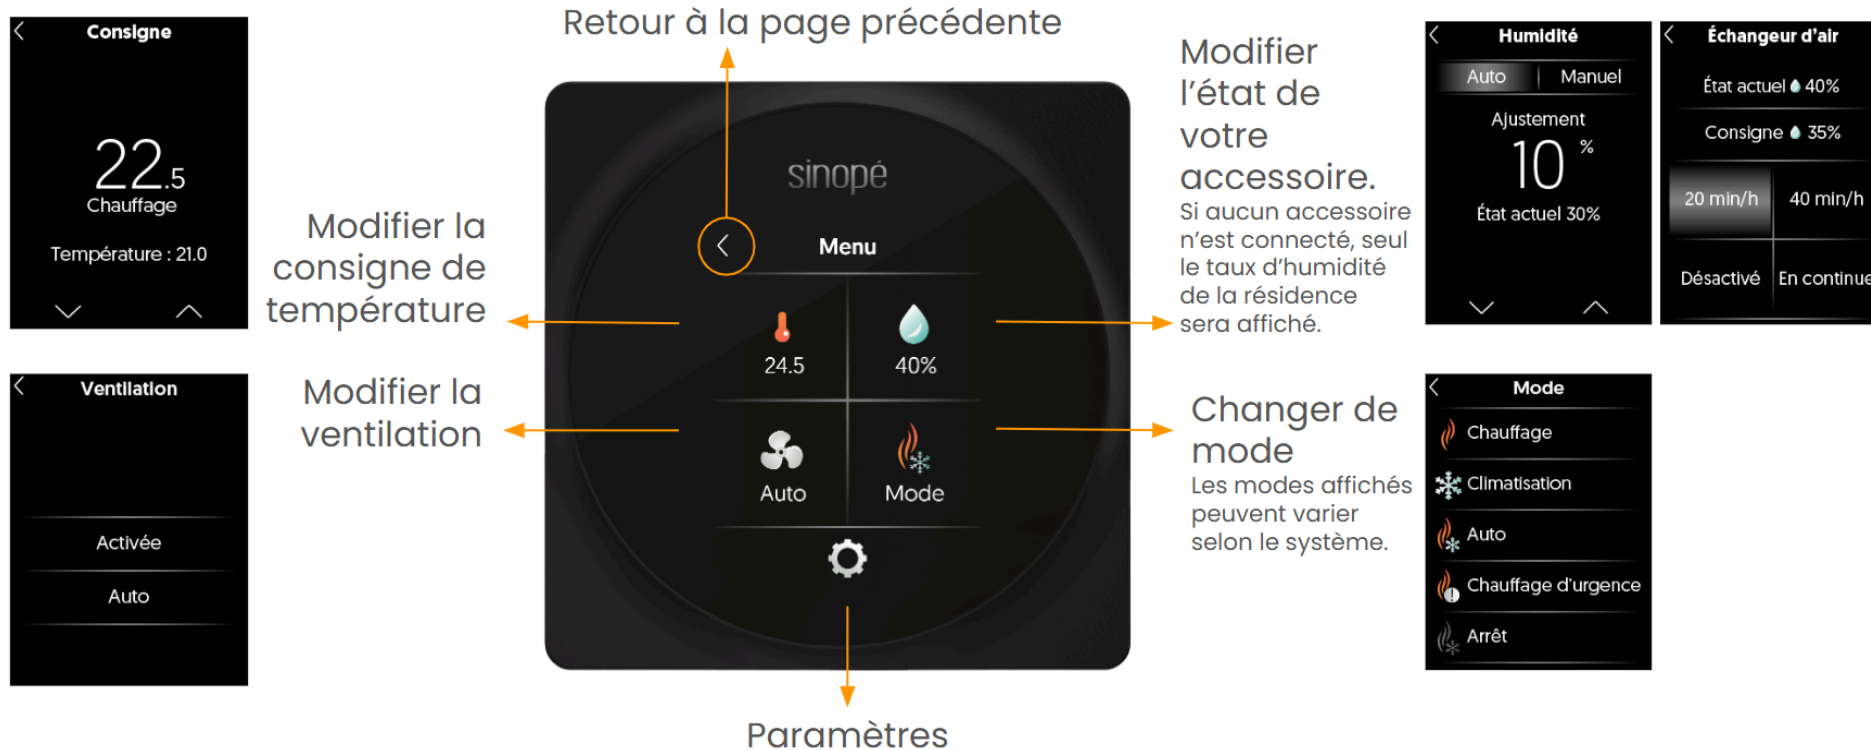 Consigne
22.5
Chauffage
Température : 21.0
Ventilation
Activée
Auto
Retour à la page précédente
Modifier la
consigne de
température
Modifier la
ventilation
sinopé
Menu
24.5
40%
Auto
Mode
Paramètres
Modifier
l'état de
votre
accessoire.
Si aucun accessoire
n'est connecté, seul
le taux d'humidité
de la résidence
sera affiché.
Changer de
mode
Les modes affichés
peuvent varier
selon le système.
Humidité
Auto Manuel
Ajustement
10 %
État actuel 30%
Échangeur d'air
État actuel 40%
Consigne 35%
20 min/h 40 min/h
Désactivé En continue
Mode
Chauffage
Climatisation
Auto
Chauffage d'urgence
Arrêt